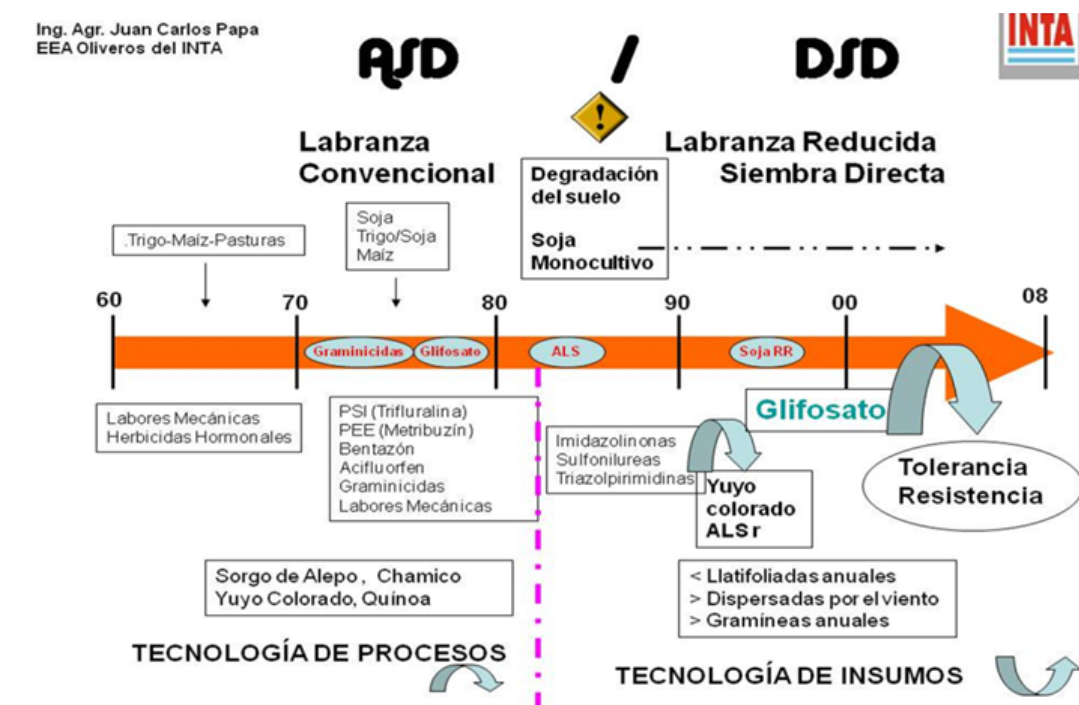 Ing. Agr. Juan Carlos Papa
EEA Oliveros del INTA
INTA
ASD / DSD
Labranza
Convencional
Labranza Reducida
Siembra Directa
Degradación
del suelo
Soja
Monocultivo
.Trigo-Maíz-Pasturas
Soja
Trigo/Soja
Maíz
60 70 80 90 00 08
Graminicidas Glifosato ALS Soja RR
Labores Mecánicas
Herbicidas Hormonales
PSI (Trifluralina)
PEE (Metribuzín)
Bentazón
Acifluorfen
Graminicidas
Labores Mecánicas
Imidazolinonas
Sulfonilureas
Triazolpirimidinas
Glifosato
Yuyo
colorado
ALS r
Tolerancia
Resistencia
Sorgo de Alepo , Chamico
Yuyo Colorado, Quínoa
< Llatifoliadas anuales
> Dispersadas por el viento
> Gramíneas anuales
TECNOLOGÍA DE PROCESOS
TECNOLOGÍA DE INSUMOS